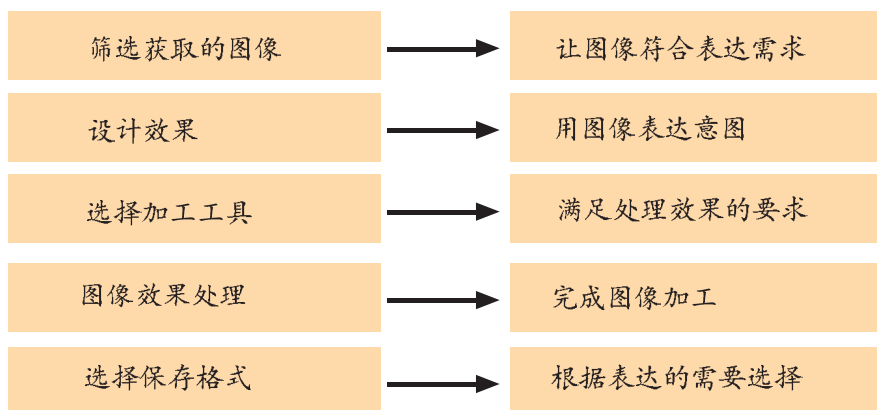 筛选获取的图像
让图像符合表达需求
设计效果
用图像表达意图
选择加工工具
满足处理效果的要求
图像效果处理
完成图像加工
选择保存格式
根据表达的需要选择